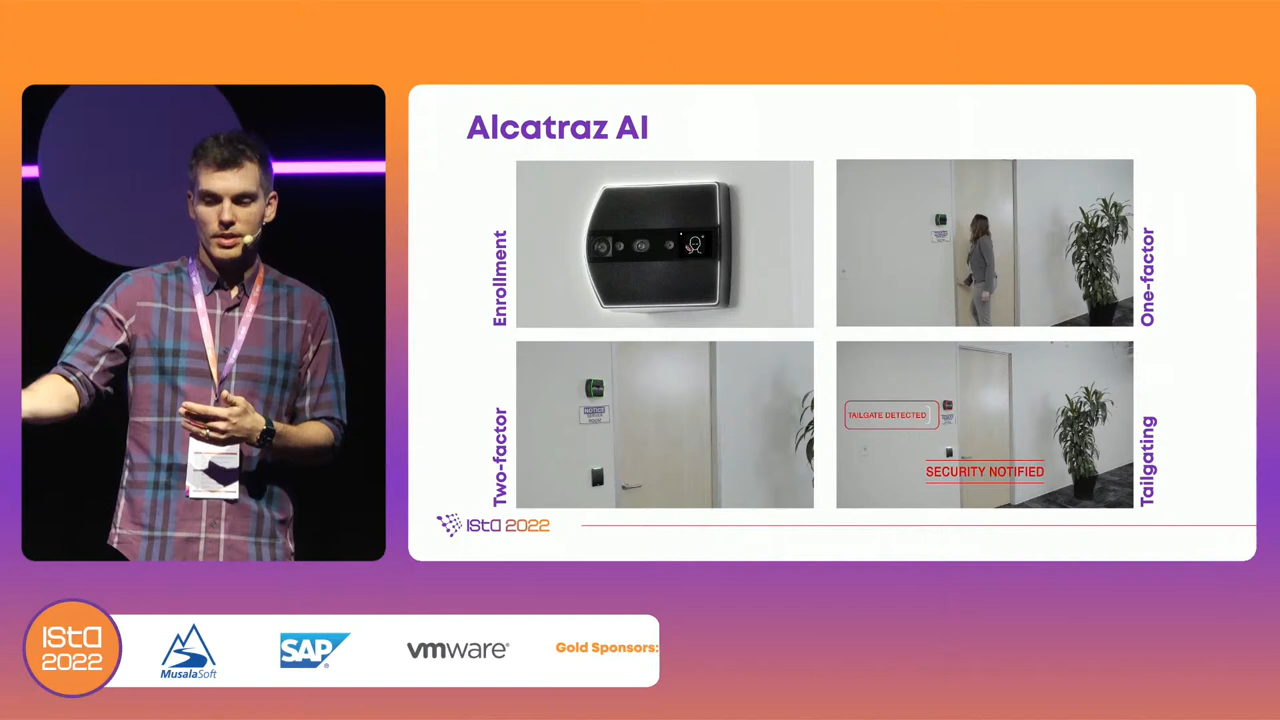 Alcatraz AI
Enrollment
One-factor
Two-factor
NOTICE
TAILGATE DETECTED
SECURITY NOTIFIED
Tailgating
ISTA 2022
ISTA
2022
MusalaSoft
SAP
vmware
Gold Sponsors: